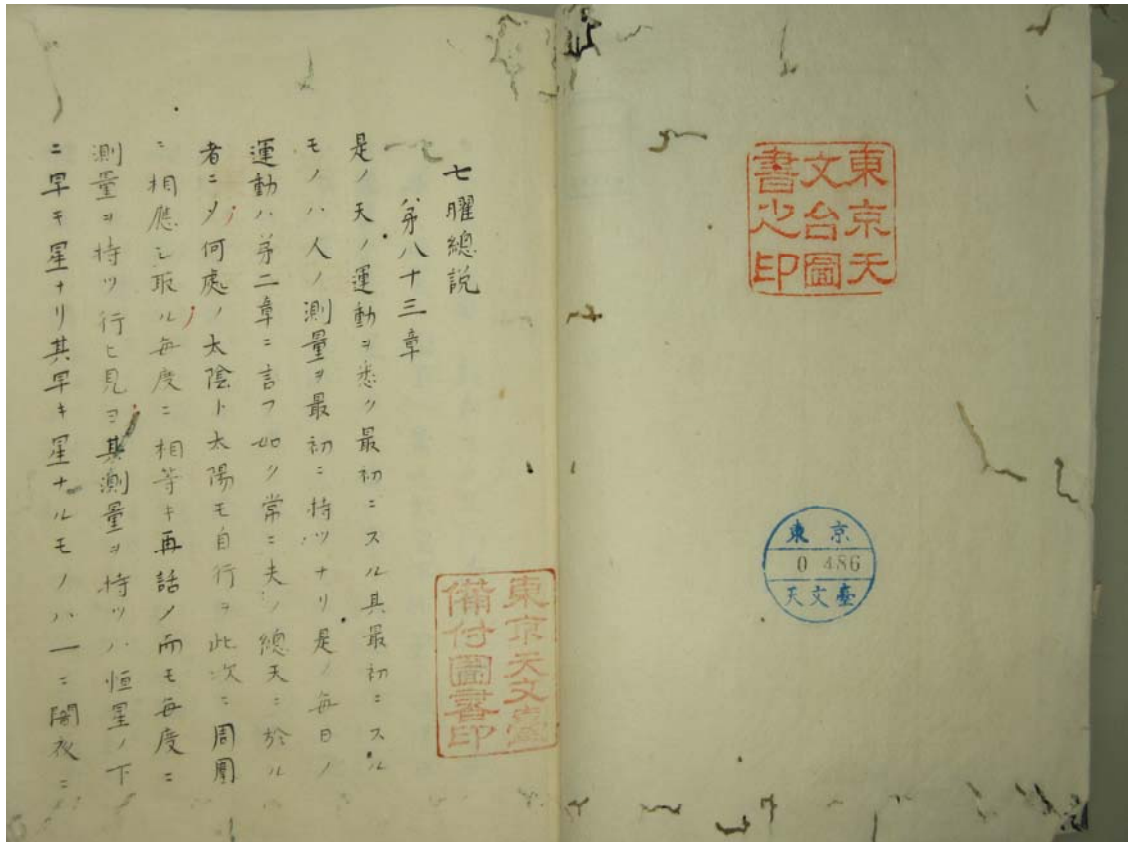 東京天
文台圖
書之印
東京
0 486
天文臺
東京天文臺
備付圖書印
七曜總説
第八十三章
是ノ天ノ運動ヲ悉ク最初ニスル具最初ニスル
モノハ人ノ測量ヲ最初ニ持ツナリ是ノ毎日ノ
運動ハ第二章ニ言フ如ク常ニ夫ノ總天ニ於ル
者ニメ何處ノ太陰ト太陽モ自行ヲ此次ニ周圍
ニ相應シ取ル毎度ニ相等キ再話ノ而モ毎度ニ
測量ヲ持ツ行ヒ見ヨ其測量ヲ持ツハ恒星ノ下
ニ早キ星ナリ其早キ星ナルモノハ一ニ闇夜ニ